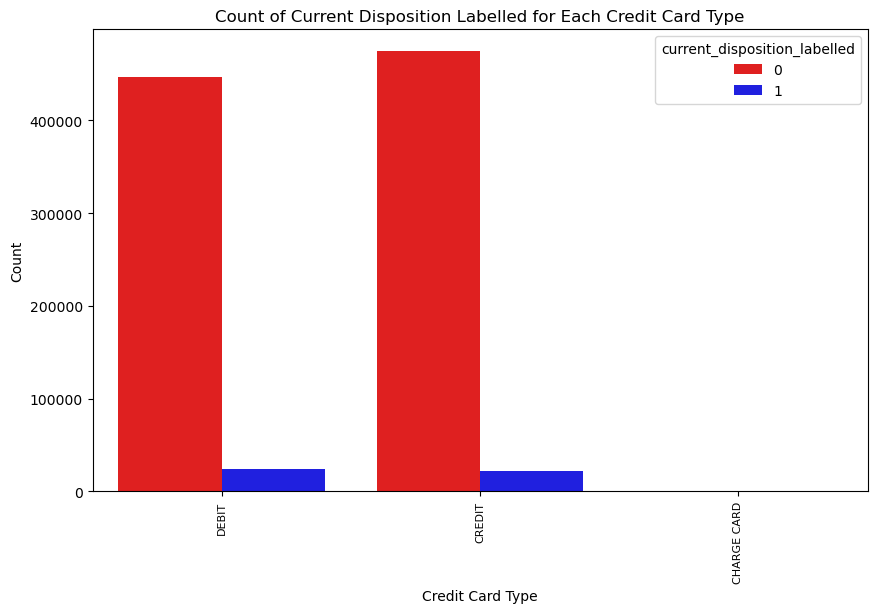 Count of Current Disposition Labelled for Each Credit Card Type
current_disposition_labelled
0
1
400000
300000
200000
100000
0
Count
DEBIT
CREDIT
CHARGE CARD
Credit Card Type